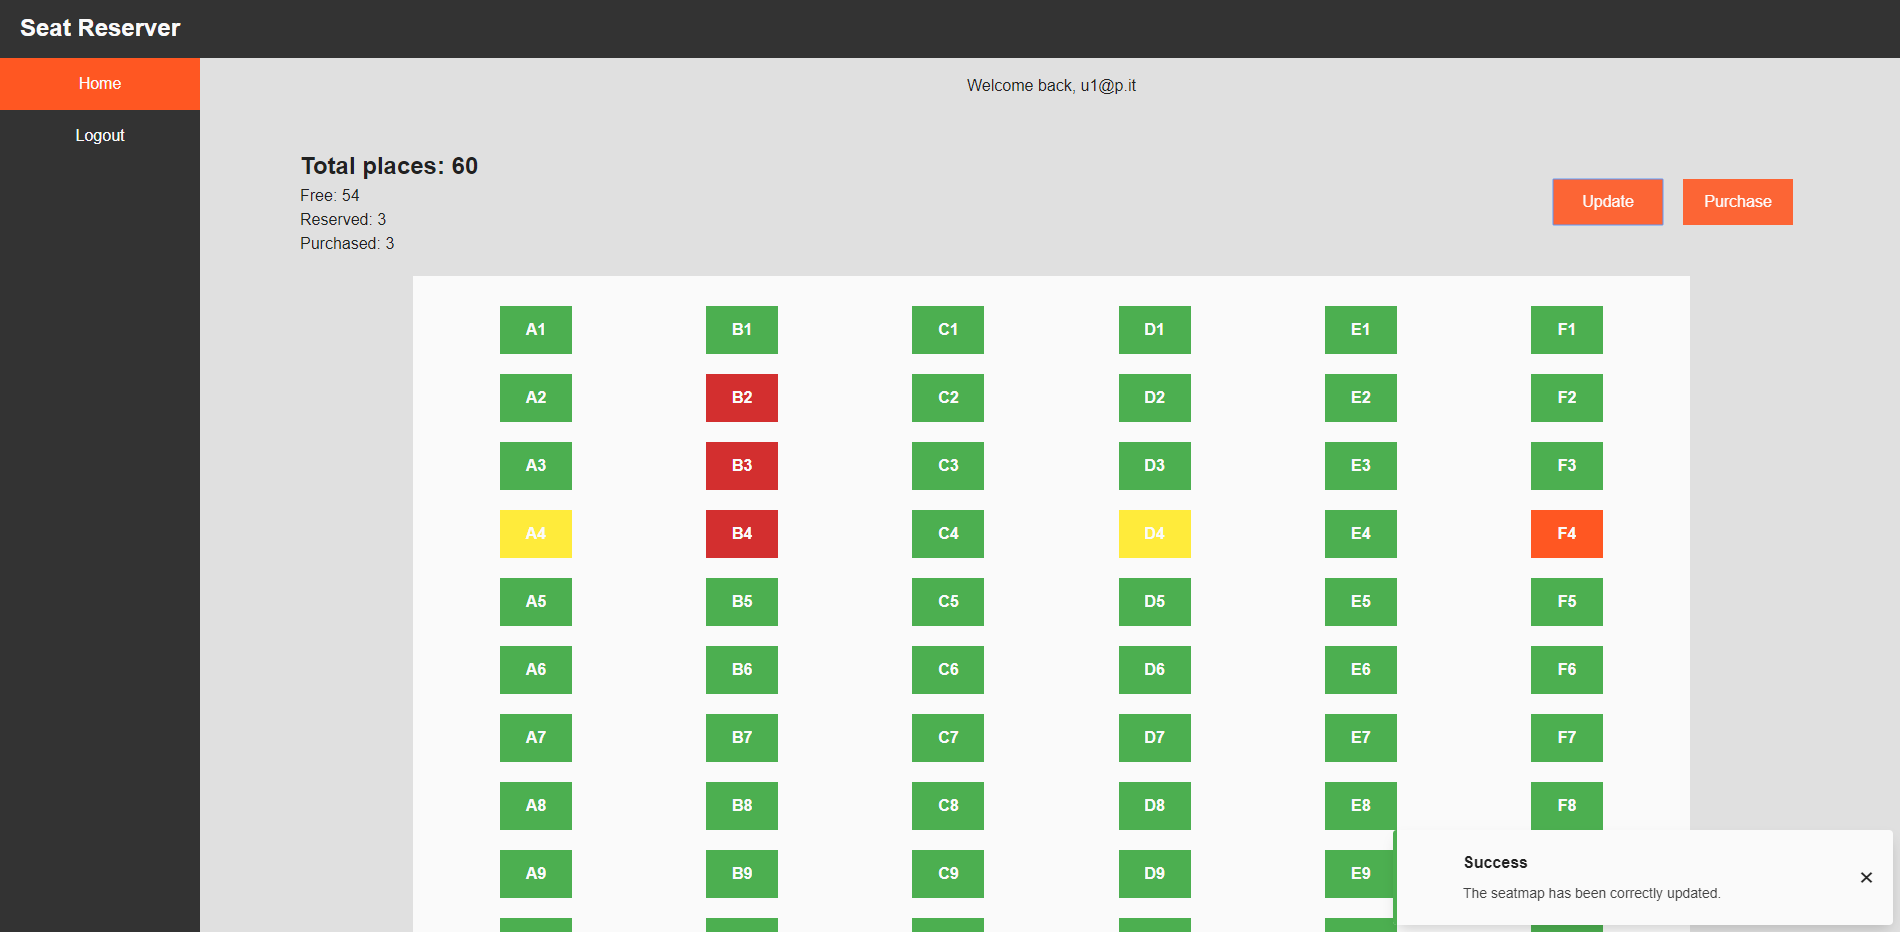 Seat Reserver
Home
Logout
Welcome back, u1@p.it
Total places: 60
Free: 54
Reserved: 3
Purchased: 3
Update Purchase
A1 B1 C1 D1 E1 F1
A2 B2 C2 D2 E2 F2
A3 B3 C3 D3 E3 F3
A4 B4 C4 D4 E4 F4
A5 B5 C5 D5 E5 F5
A6 B6 C6 D6 E6 F6
A7 B7 C7 D7 E7 F7
A8 B8 C8 D8 E8 F8
A9 B9 C9 D9 E9
Success
The seatmap has been correctly updated.